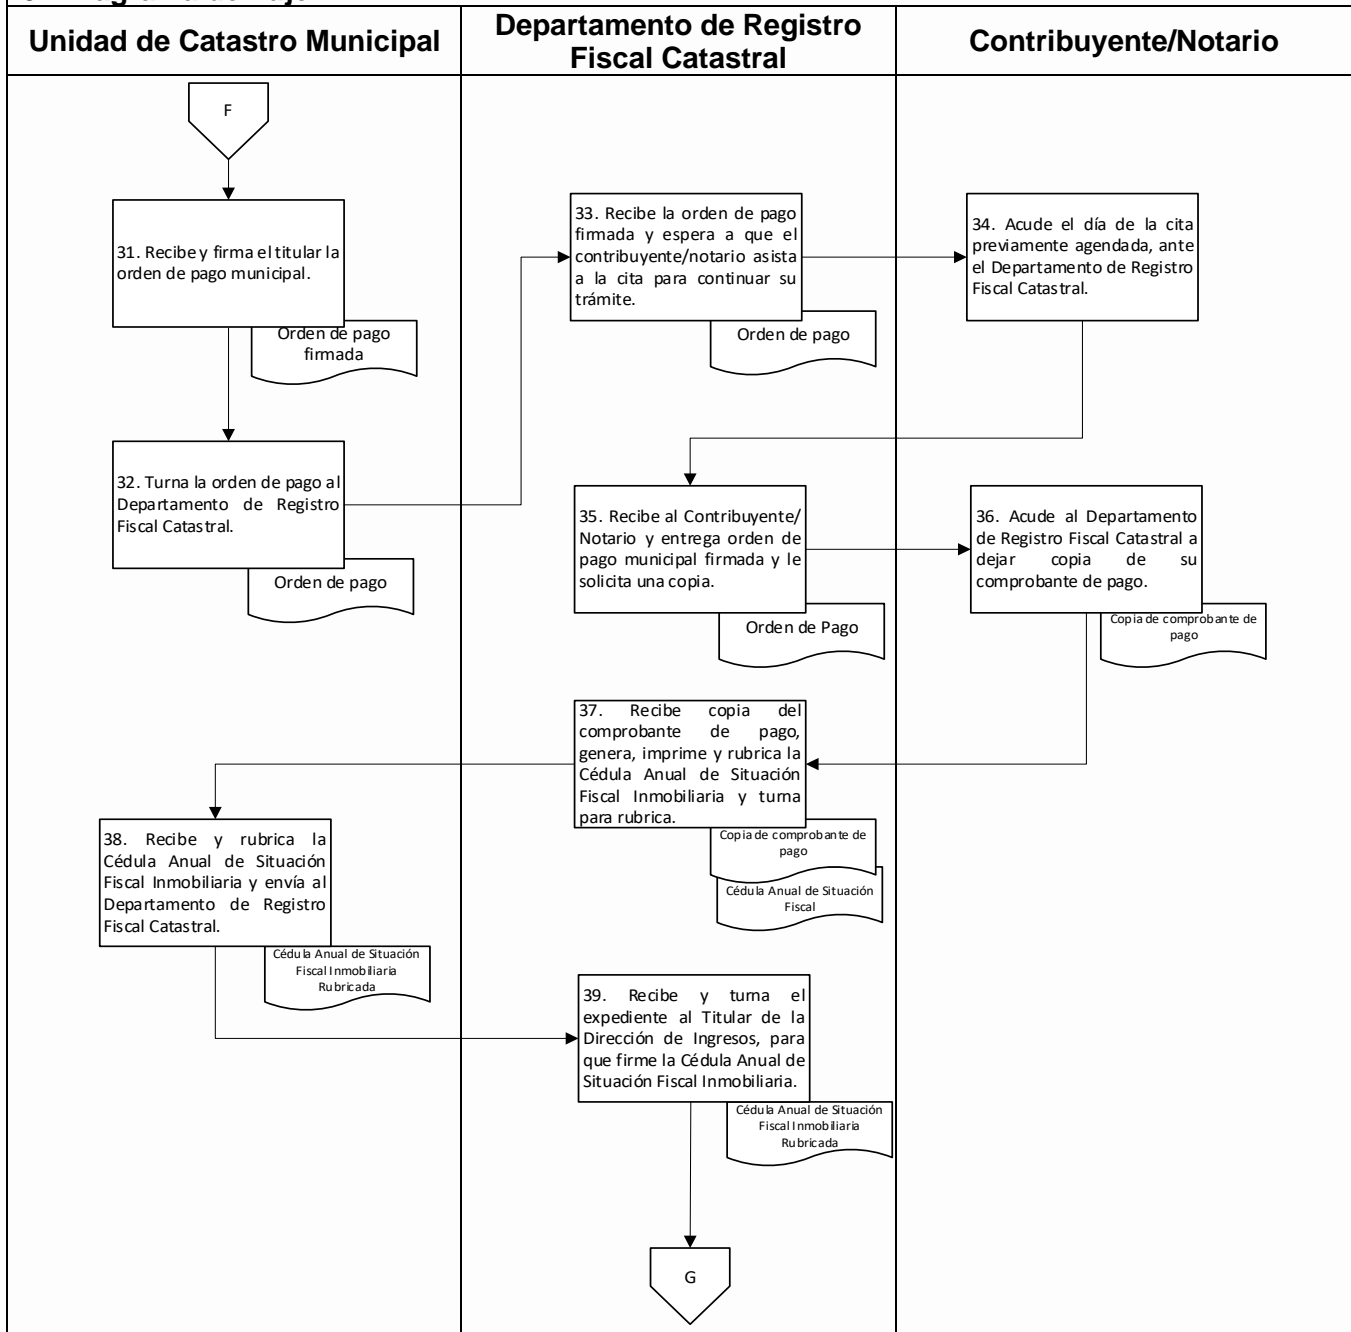 Unidad de Catastro Municipal
Departamento de Registro
Fiscal Catastral
Contribuyente/Notario
F
31. Recibe y firma el titular la
orden de pago municipal.
Orden de pago
firmada
32. Turna la orden de pago al
Departamento de Registro
Fiscal Catastral.
Orden de pago
33. Recibe la orden de pago
firmada y espera a que el
contribuyente/notario asista
a la cita para continuar su
trámite.
Orden de pago
34. Acude el día de la cita
previamente agendada, ante
el Departamento de Registro
Fiscal Catastral.
35. Recibe al Contribuyente/
Notario y entrega orden de
pago municipal firmada y le
solicita una copia.
Orden de Pago
36. Acude al Departamento
de Registro Fiscal Catastral a
dejar copia de su
comprobante de pago.
Copia de comprobante de
pago
37. Recibe copia del
comprobante de pago,
genera, imprime y rubrica la
Cédula Anual de Situación
Fiscal Inmobiliaria y turna
para rubrica.
Copia de comprobante de
pago
Cédula Anual de Situación
Fiscal
38. Recibe y rubrica la
Cédula Anual de Situación
Fiscal Inmobiliaria y envía al
Departamento de Registro
Fiscal Catastral.
Cédula Anual de Situación
Fiscal Inmobiliaria
Rubricada
39. Recibe y turna el
expediente al Titular de la
Dirección de Ingresos, para
que firme la Cédula Anual de
Situación Fiscal Inmobiliaria.
Cédula Anual de Situación
Fiscal Inmobiliaria
Rubricada
G